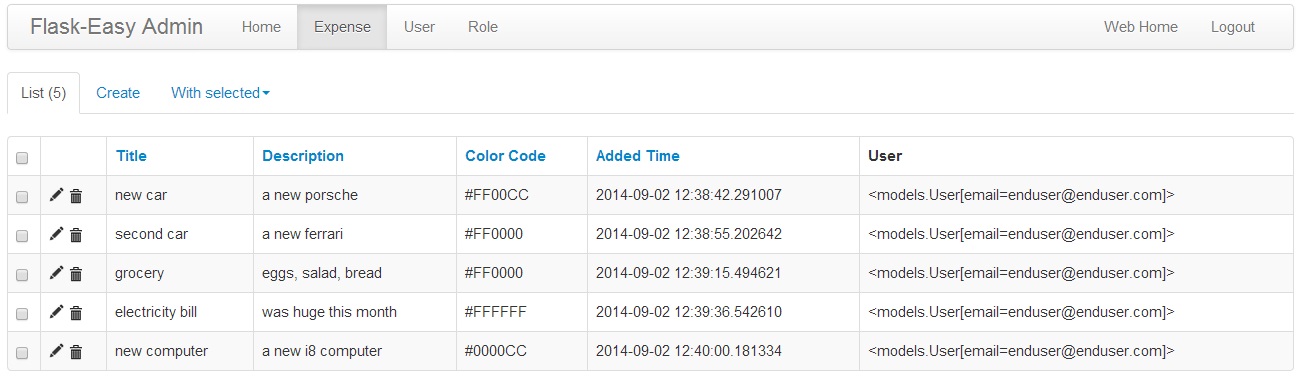 Flask-Easy Admin Home Expense User Role Web Home Logout
List (5) Create With selected
Title Description Color Code Added Time User
new car a new porsche #FF00CC 2014-09-02 12:38:42.291007 <models.User[email=enduser@enduser.com]>
second car a new ferrari #FF0000 2014-09-02 12:38:55.202642 <models.User[email=enduser@enduser.com]>
grocery eggs, salad, bread #FF0000 2014-09-02 12:39:15.494621 <models.User[email=enduser@enduser.com]>
electricity bill was huge this month #FFFFFF 2014-09-02 12:39:36.542610 <models.User[email=enduser@enduser.com]>
new computer a new i8 computer #0000CC 2014-09-02 12:40:00.181334 <models.User[email=enduser@enduser.com]>